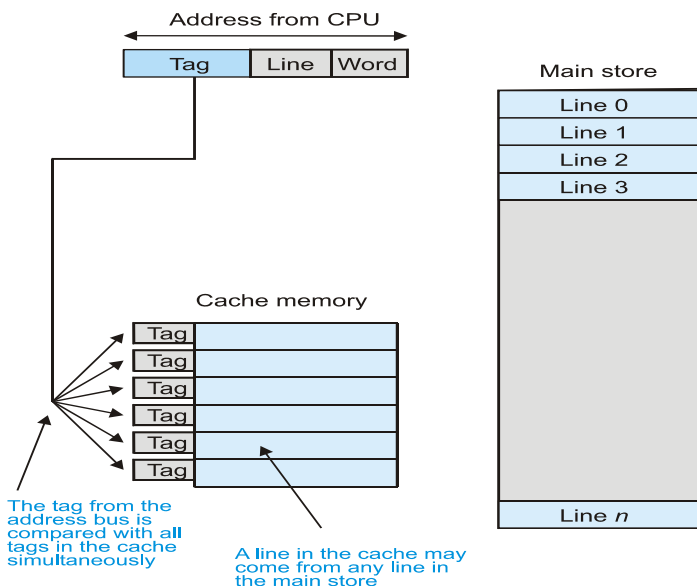 Address from CPU
Tag Line Word
Main store
Line 0
Line 1
Line 2
Line 3
Line n
Cache memory
Tag
Tag
Tag
Tag
Tag
Tag
The tag from the
address bus is
compared with all
tags in the cache
simultaneously
A line in the cache may
come from any line in
the main store